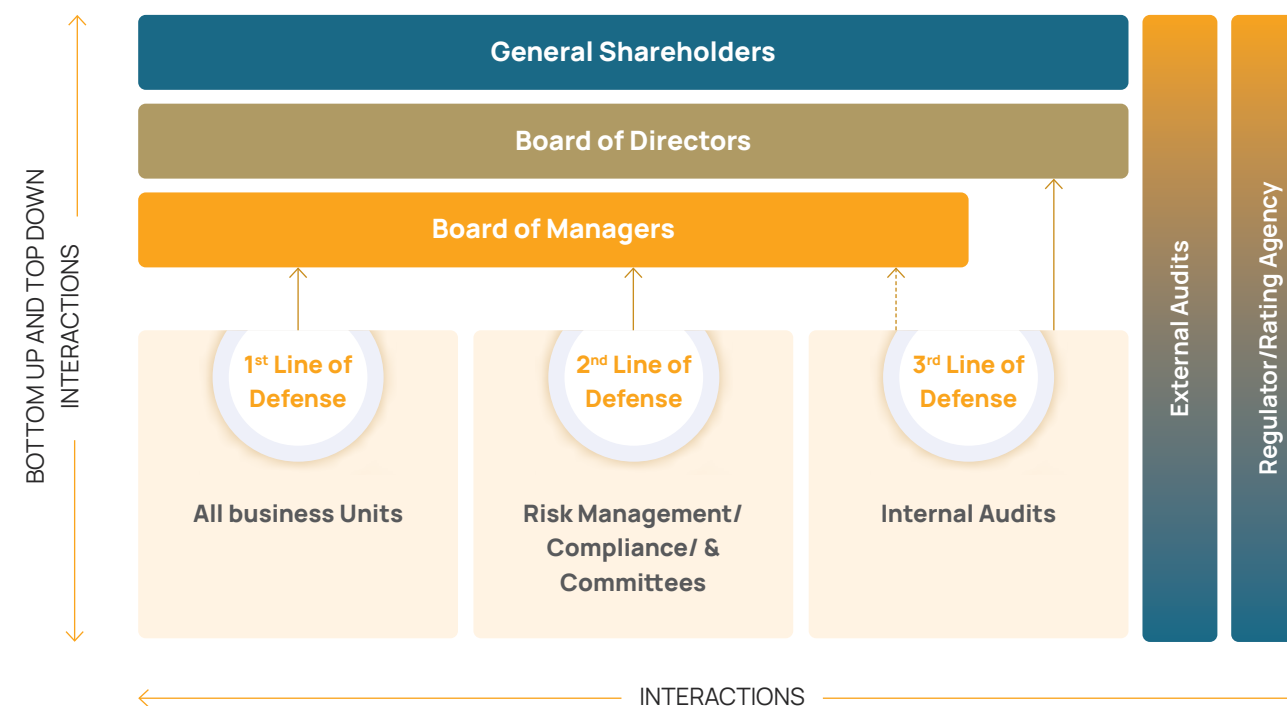 General Shareholders
Board of Directors
Board of Managers
BOTTOM UP AND TOP DOWN
INTERACTIONS
1st Line of
Defense
All business Units
2nd Line of
Defense
Risk Management/
Compliance/ &
Committees
3rd Line of
Defense
Internal Audits
External Audits
Regulator/Rating Agency
INTERACTIONS